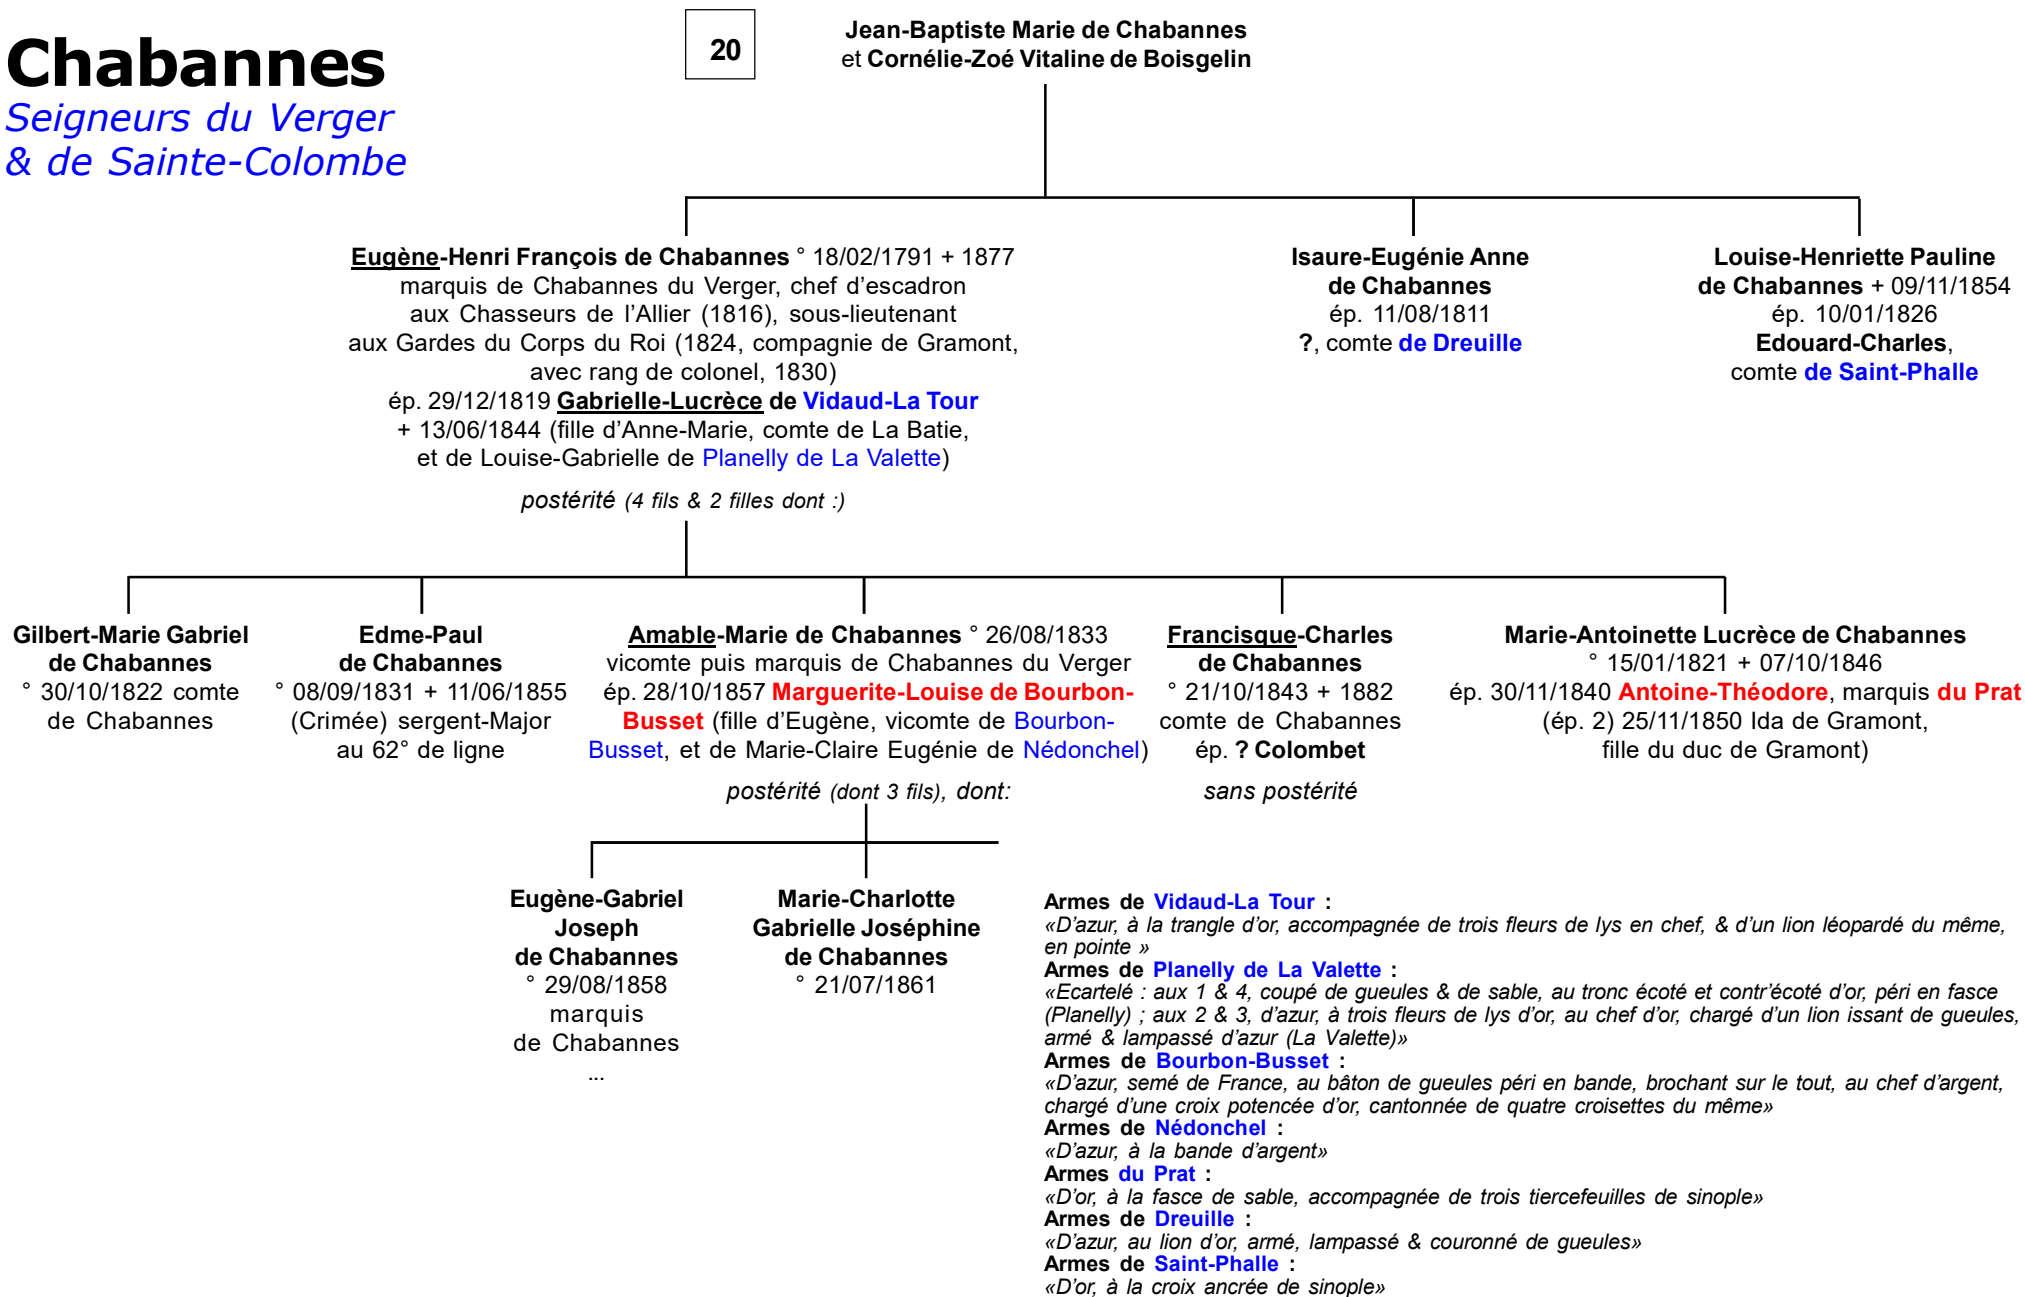 Chabannes
Seigneurs du Verger
& de Sainte-Colombe
20
Jean-Baptiste Marie de Chabannes
et Cornélie-Zoé Vitaline de Boisgelin
Eugène-Henri François de Chabannes ° 18/02/1791 + 1877
marquis de Chabannes du Verger, chef d’escadron
aux Chasseurs de l’Allier (1816), sous-lieutenant
aux Gardes du Corps du Roi (1824, compagnie de Gramont,
avec rang de colonel, 1830)
ép. 29/12/1819 Gabrielle-Lucrèce de Vidaud-La Tour
+ 13/06/1844 (fille d’Anne-Marie, comte de La Batie,
et de Louise-Gabrielle de Planelly de La Valette)
postérité (4 fils & 2 filles dont :)
Isaure-Eugénie Anne
de Chabannes
ép. 11/08/1811
?, comte de Dreuille
Louise-Henriette Pauline
de Chabannes + 09/11/1854
ép. 10/01/1826
Edouard-Charles,
comte de Saint-Phalle
Gilbert-Marie Gabriel
de Chabannes
° 30/10/1822 comte
de Chabannes
Edme-Paul
de Chabannes
° 08/09/1831 + 11/06/1855
(Crimée) sergent-Major
au 62° de ligne
Amable-Marie de Chabannes ° 26/08/1833
vicomte puis marquis de Chabannes du Verger
ép. 28/10/1857 Marguerite-Louise de Bourbon-
Busset (fille d’Eugène, vicomte de Bourbon-
Busset, et de Marie-Claire Eugénie de Nédonchel)
postérité (dont 3 fils), dont:
Francisque-Charles
de Chabannes
° 21/10/1843 + 1882
comte de Chabannes
ép. ? Colombet
sans postérité
Marie-Antoinette Lucrèce de Chabannes
° 15/01/1821 + 07/10/1846
ép. 30/11/1840 Antoine-Théodore, marquis du Prat
(ép. 2) 25/11/1850 Ida de Gramont,
fille du duc de Gramont)
Eugène-Gabriel
Joseph
de Chabannes
° 29/08/1858
marquis
de Chabannes
...
Marie-Charlotte
Gabrielle Joséphine
de Chabannes
° 21/07/1861
Armes de Vidaud-La Tour :
«D’azur, à la trangle d’or, accompagnée de trois fleurs de lys en chef, & d’un lion léopardé du même,
en pointe »
Armes de Planelly de La Valette :
«Ecartelé : aux 1 & 4, coupé de gueules & de sable, au tronc écoté et contr’écoté d’or, péri en fasce
(Planelly) ; aux 2 & 3, d’azur, à trois fleurs de lys d’or, au chef d’or, chargé d’un lion issant de gueules,
armé & lampassé d’azur (La Valette)»
Armes de Bourbon-Busset :
«D’azur, semé de France, au bâton de gueules péri en bande, brochant sur le tout, au chef d’argent,
chargé d’une croix potencée d’or, cantonnée de quatre croisettes du même»
Armes de Nédonchel :
«D’azur, à la bande d’argent»
Armes du Prat :
«D’or, à la fasce de sable, accompagnée de trois tiercefeuilles de sinople»
Armes de Dreuille :
«D’azur, au lion d’or, armé, lampassé & couronné de gueules»
Armes de Saint-Phalle :
«D’or, à la croix ancrée de sinople»